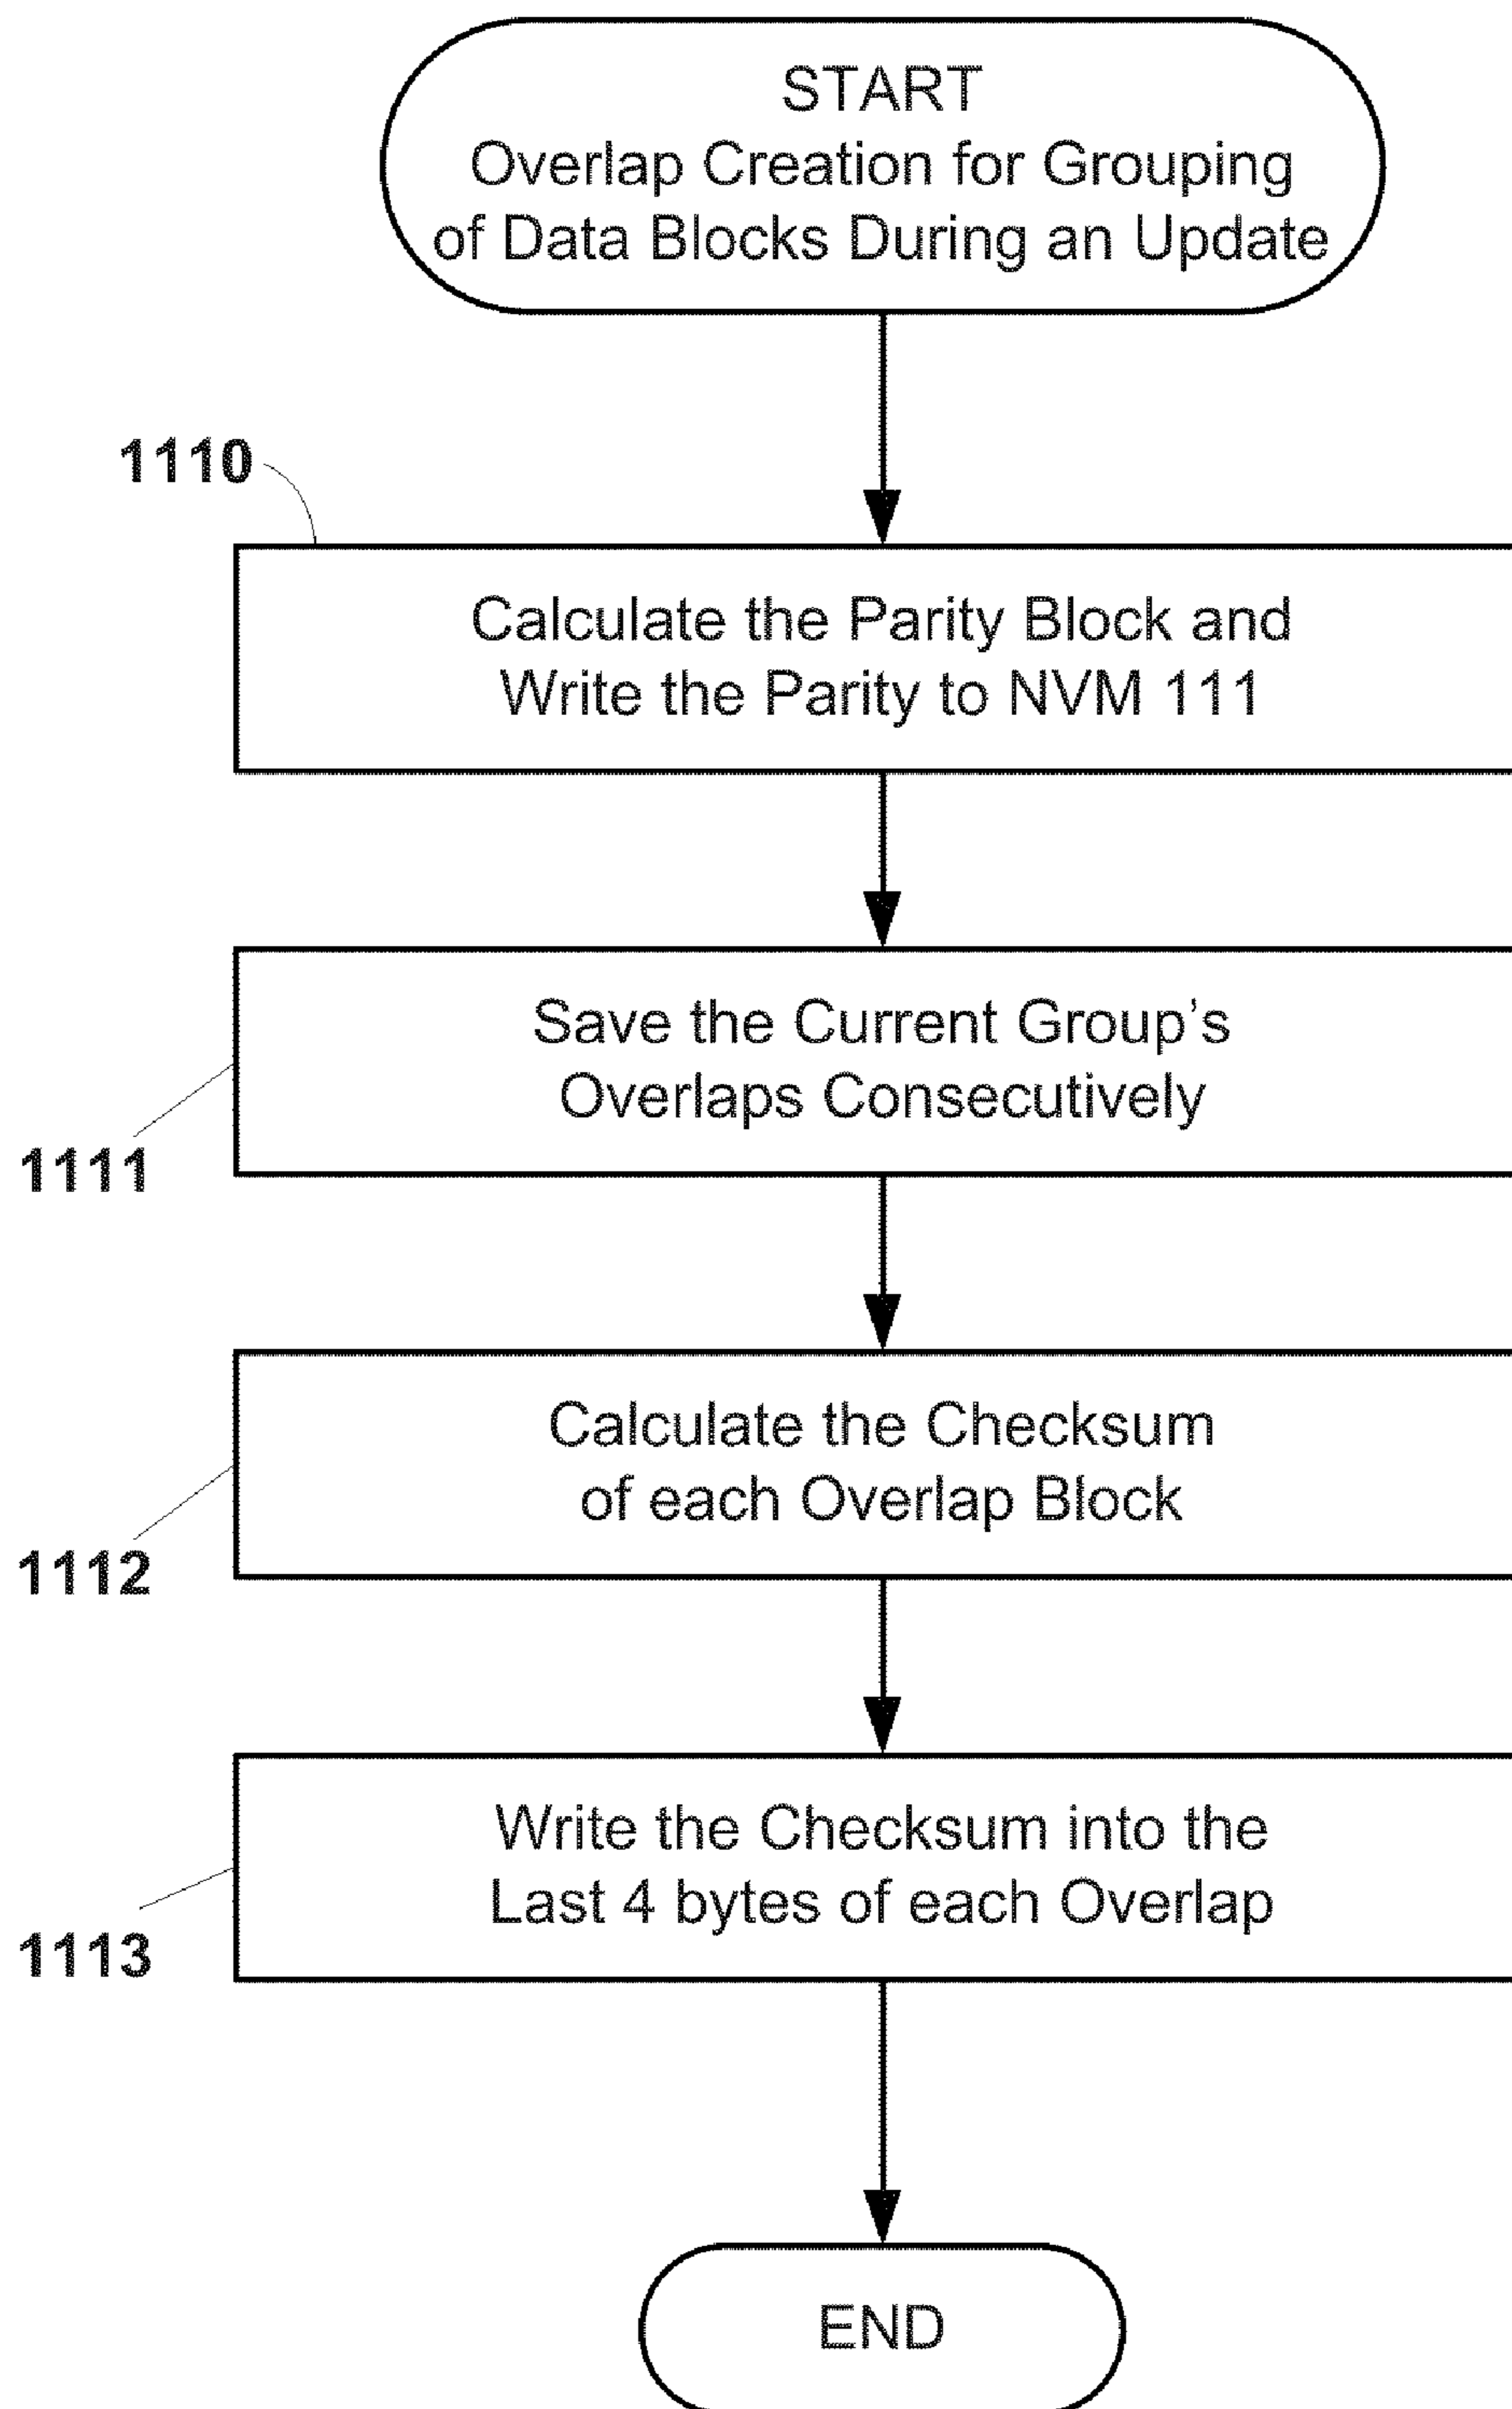 START
Overlap Creation for Grouping
of Data Blocks During an Update
1110
Calculate the Parity Block and
Write the Parity to NVM 111
Save the Current Group's
Overlaps Consecutively
1111
Calculate the Checksum
of each Overlap Block
1112
Write the Checksum into the
Last 4 bytes of each Overlap
1113
END